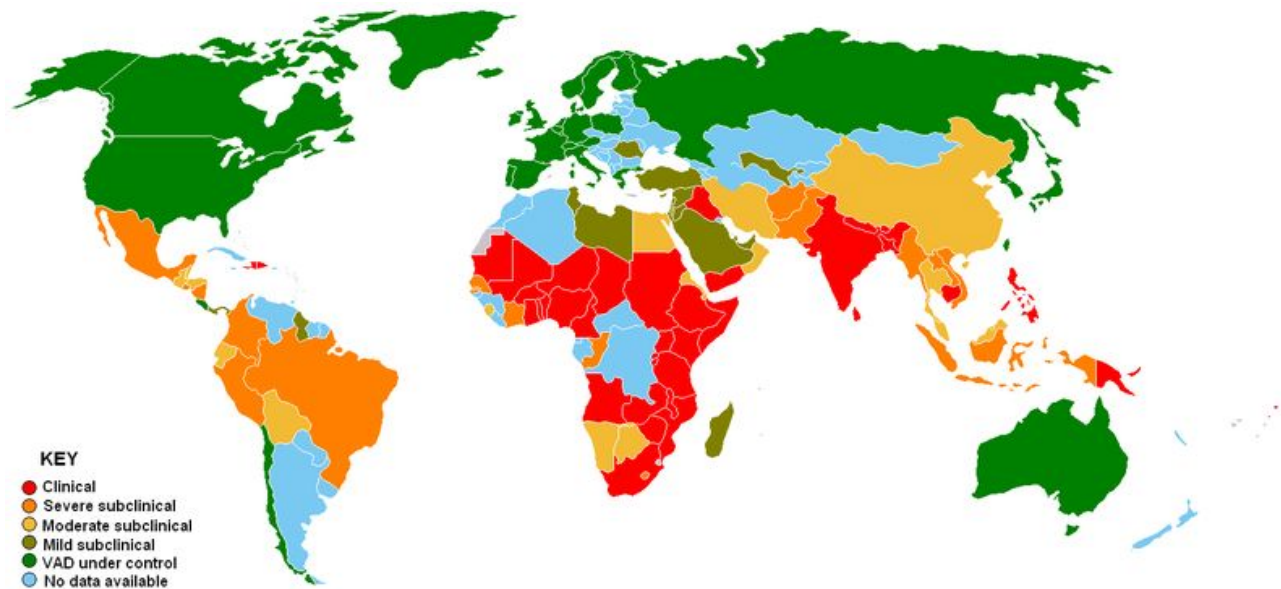 KEY
Clinical
Severe subclinical
Moderate subclinical
Mild subclinical
VAD under control
No data available